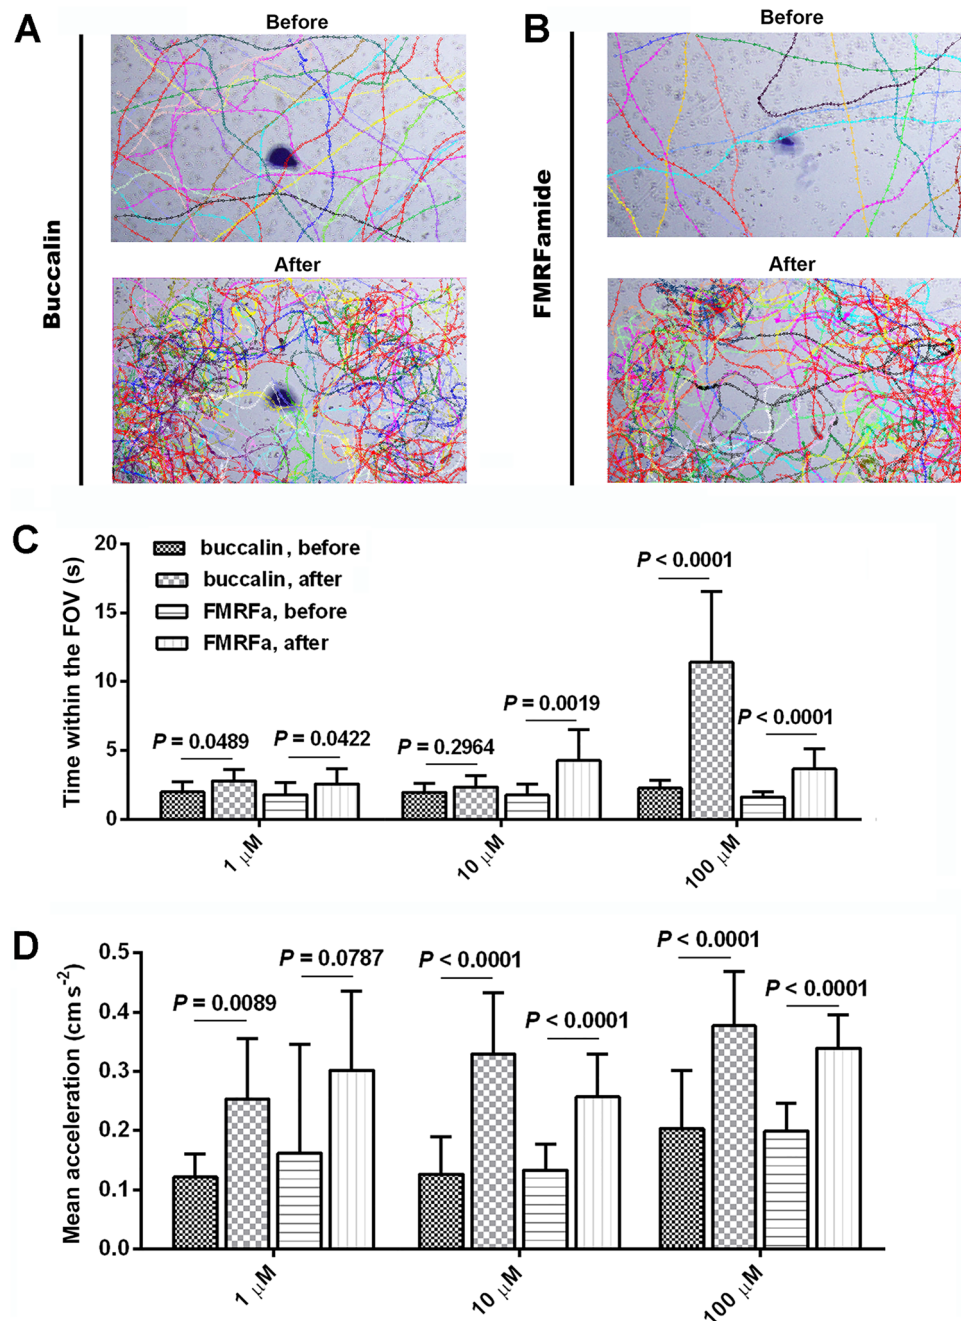 A
Before
Buccalin
After
B
Before
FMRFamide
After
C
Time within the FOV (s)
20
15
10
5
0
buccalin, before
buccalin, after
FMRFa, before
FMRFa, after
P = 0.0489
P = 0.0422
P = 0.2964
P = 0.0019
P < 0.0001
P < 0.0001
1 μM
10 μM
100 μM
D
Mean acceleration (cm s-2)
0.5
0.4
0.3
0.2
0.1
0.0
P = 0.0089
P = 0.0787
P < 0.0001
P < 0.0001
P < 0.0001
P < 0.0001
1 μM
10 μM
100 μM